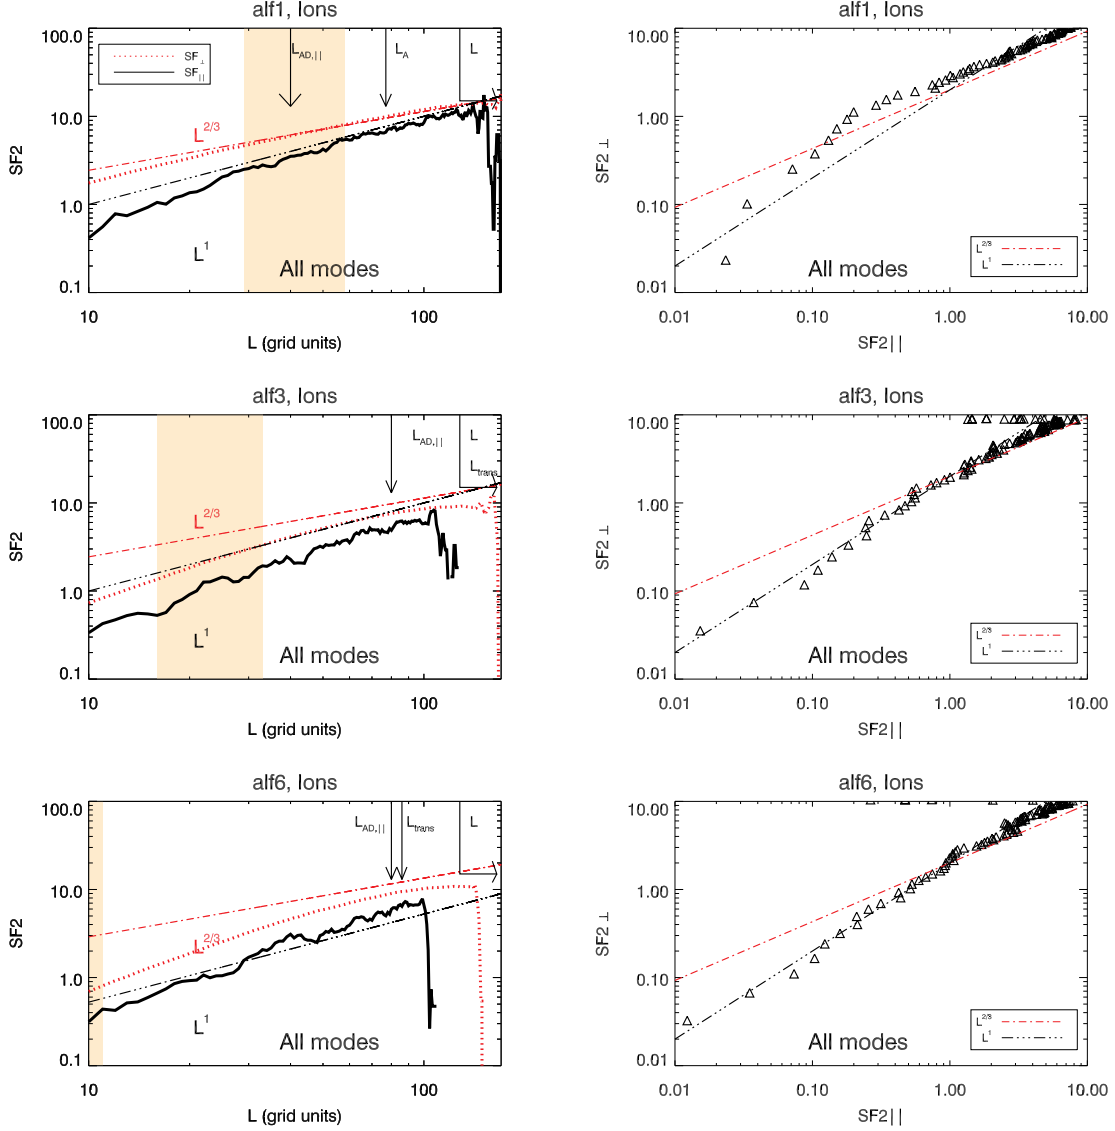 alf1, Ions
100.0
10.0
1.0
0.1
SF2
SF⊥
SF||
L_AD,||
L_A
L
L^2/3
L^1
All modes
10
100
L (grid units)
alf1, Ions
10.00
1.00
0.10
0.01
SF2⊥
L^2/3
L^1
All modes
0.01
0.10
1.00
10.00
SF2||
alf3, Ions
100.0
10.0
1.0
0.1
SF2
L_AD,||
L
L_trans
L^2/3
L^1
All modes
10
100
L (grid units)
alf3, Ions
10.00
1.00
0.10
0.01
SF2⊥
L^2/3
L^1
All modes
0.01
0.10
1.00
10.00
SF2||
alf6, Ions
100.0
10.0
1.0
0.1
SF2
L_AD,||
L_trans
L
L^2/3
L^1
All modes
10
100
L (grid units)
alf6, Ions
10.00
1.00
0.10
0.01
SF2⊥
L^2/3
L^1
All modes
0.01
0.10
1.00
10.00
SF2||